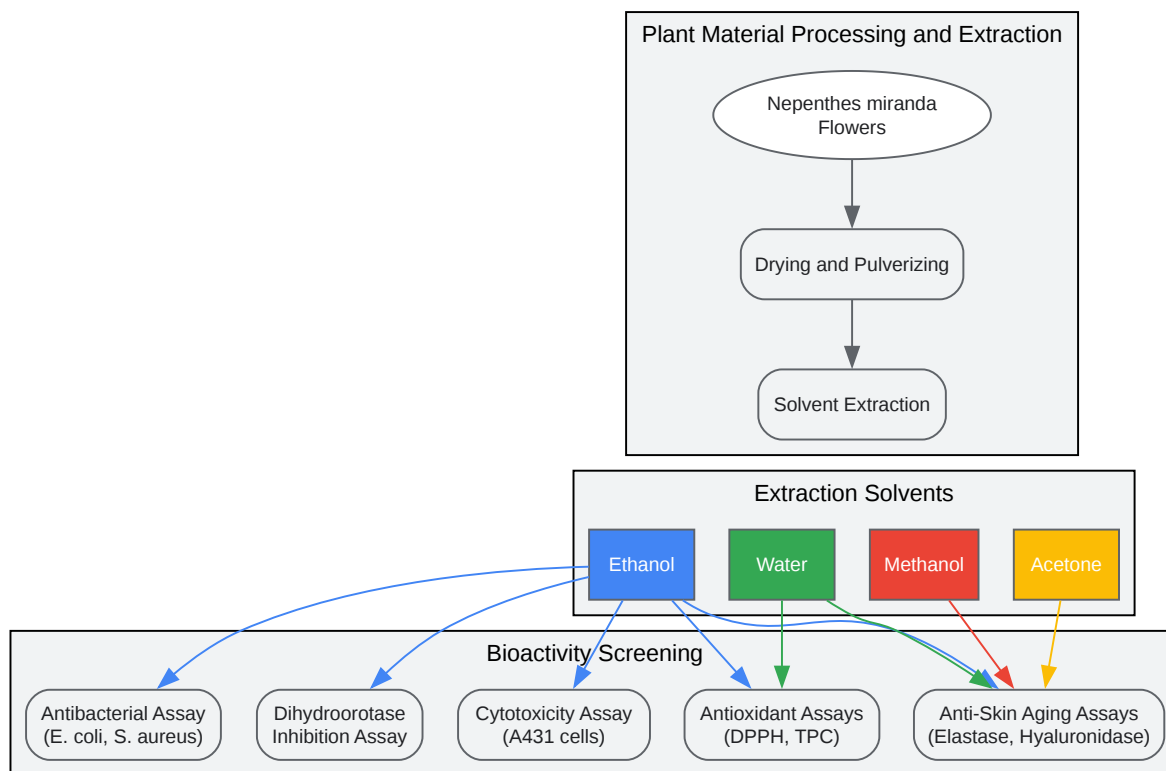 Plant Material Processing and Extraction
Nepenthes miranda
Flowers
Drying and Pulverizing
Solvent Extraction
Extraction Solvents
Ethanol
Water
Methanol
Acetone
Bioactivity Screening
Antibacterial Assay
(E. coli, S. aureus)
Dihydroorotase
Inhibition Assay
Cytotoxicity Assay
(A431 cells)
Antioxidant Assays
(DPPH, TPC)
Anti-Skin Aging Assays
(Elastase, Hyaluronidase)